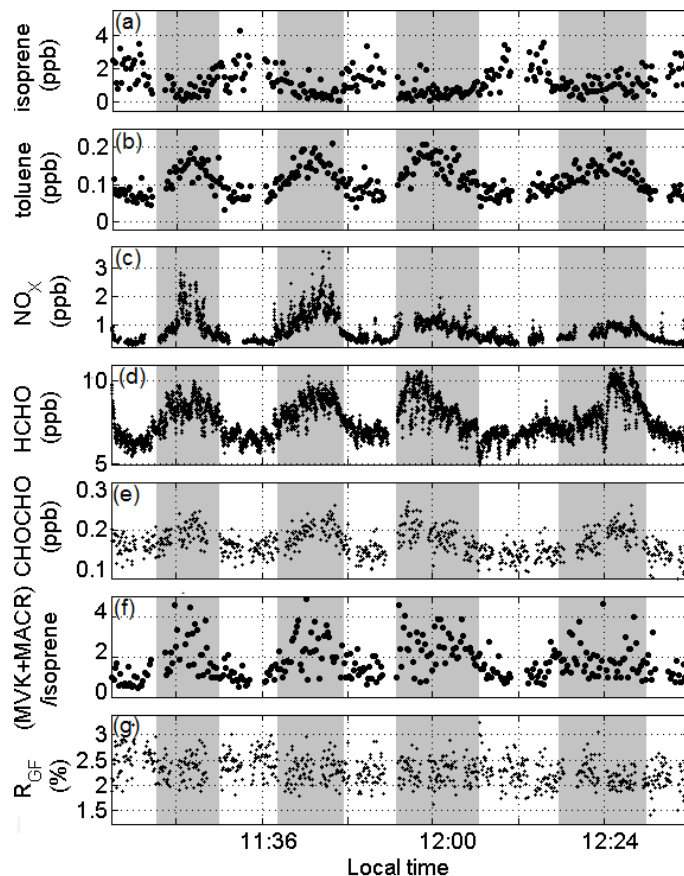 (a)
4
2
0
isoprene
(ppb)
(b)
0.2
0.1
0
toluene
(ppb)
(c)
3
2
1
NOX
(ppb)
(d)
10
5
HCHO
(ppb)
(e)
0.3
0.2
0.1
CHOCHO
(ppb)
(f)
4
2
0
(MVK+MACR)
/isoprene
(g)
3
2.5
2
1.5
RGF
(%)
11:36
12:00
12:24
Local time